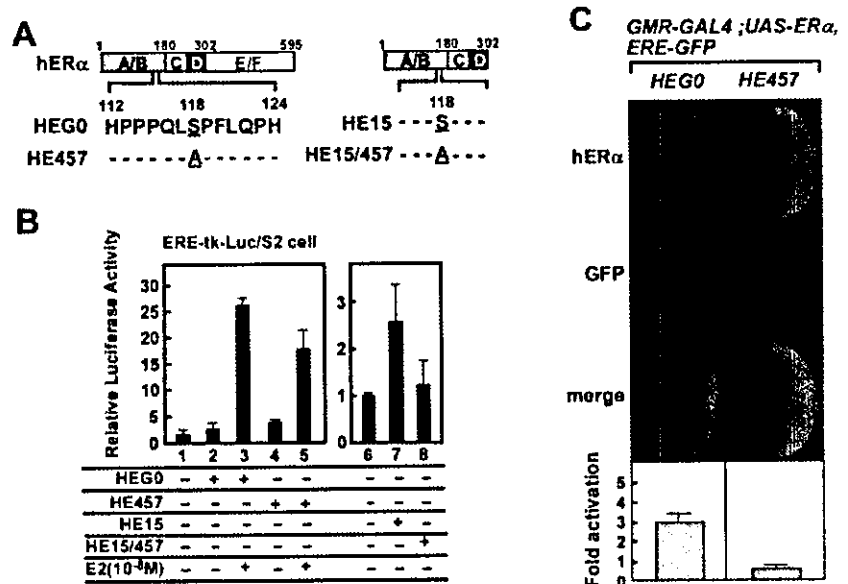 A
1 180 302 595
hERα A/B C D E/F
112 118 124
HEG0 HPPPQLSPFLQPH
HE457 - - - - - - A - - - - - -
1 180 302
A/B C D
118
HE15 - - - S - - -
HE15/457 - - - A - - -
B
ERE-tk-Luc/S2 cell
Relative Luciferase Activity
30
25
20
15
10
5
0
3
2
1
0
1 2 3 4 5 6 7 8
HEG0 - + + - - - - -
HE457 - - - + + - - -
HE15 - - - - - - + -
HE15/457 - - - - - - - +
E2(10⁻⁸M) - - + - + - - -
C
GMR-GAL4 ;UAS-ERα,
ERE-GFP
HEG0 HE457
hERα
GFP
merge
Fold activation
5
4
3
2
1
0